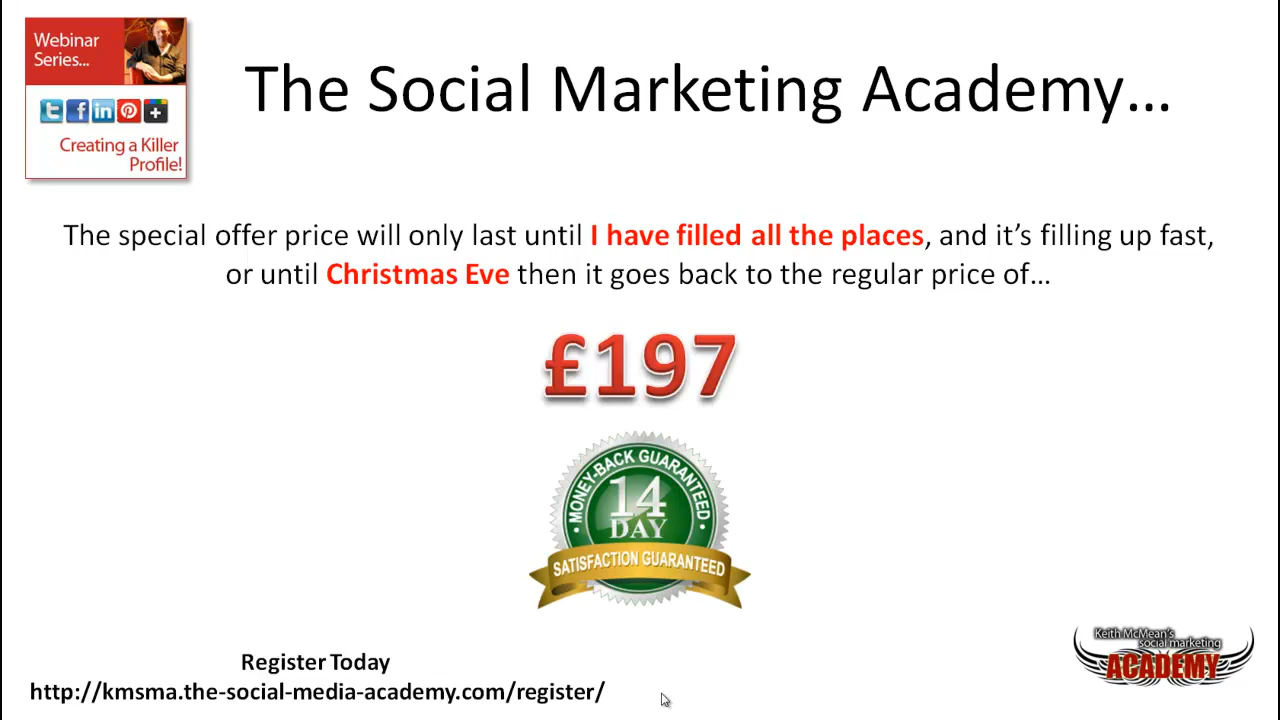 Webinar
Series...
Creating a Killer
Profile!
The Social Marketing Academy...
The special offer price will only last until I have filled all the places, and it's filling up fast,
or until Christmas Eve then it goes back to the regular price of...
£197
MONEY-BACK GUARANTEED
14
DAY
SATISFACTION GUARANTEED
Register Today
http://kmsma.the-social-media-academy.com/register/
Keith McMean's
social marketing
ACADEMY